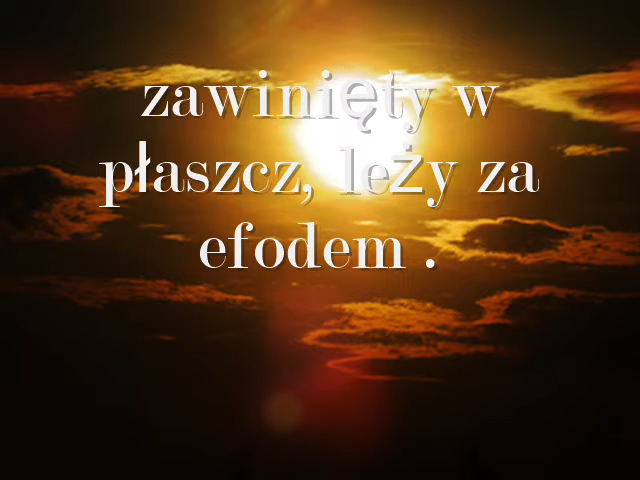 zawinięty w
płaszcz, leży za
efodem .